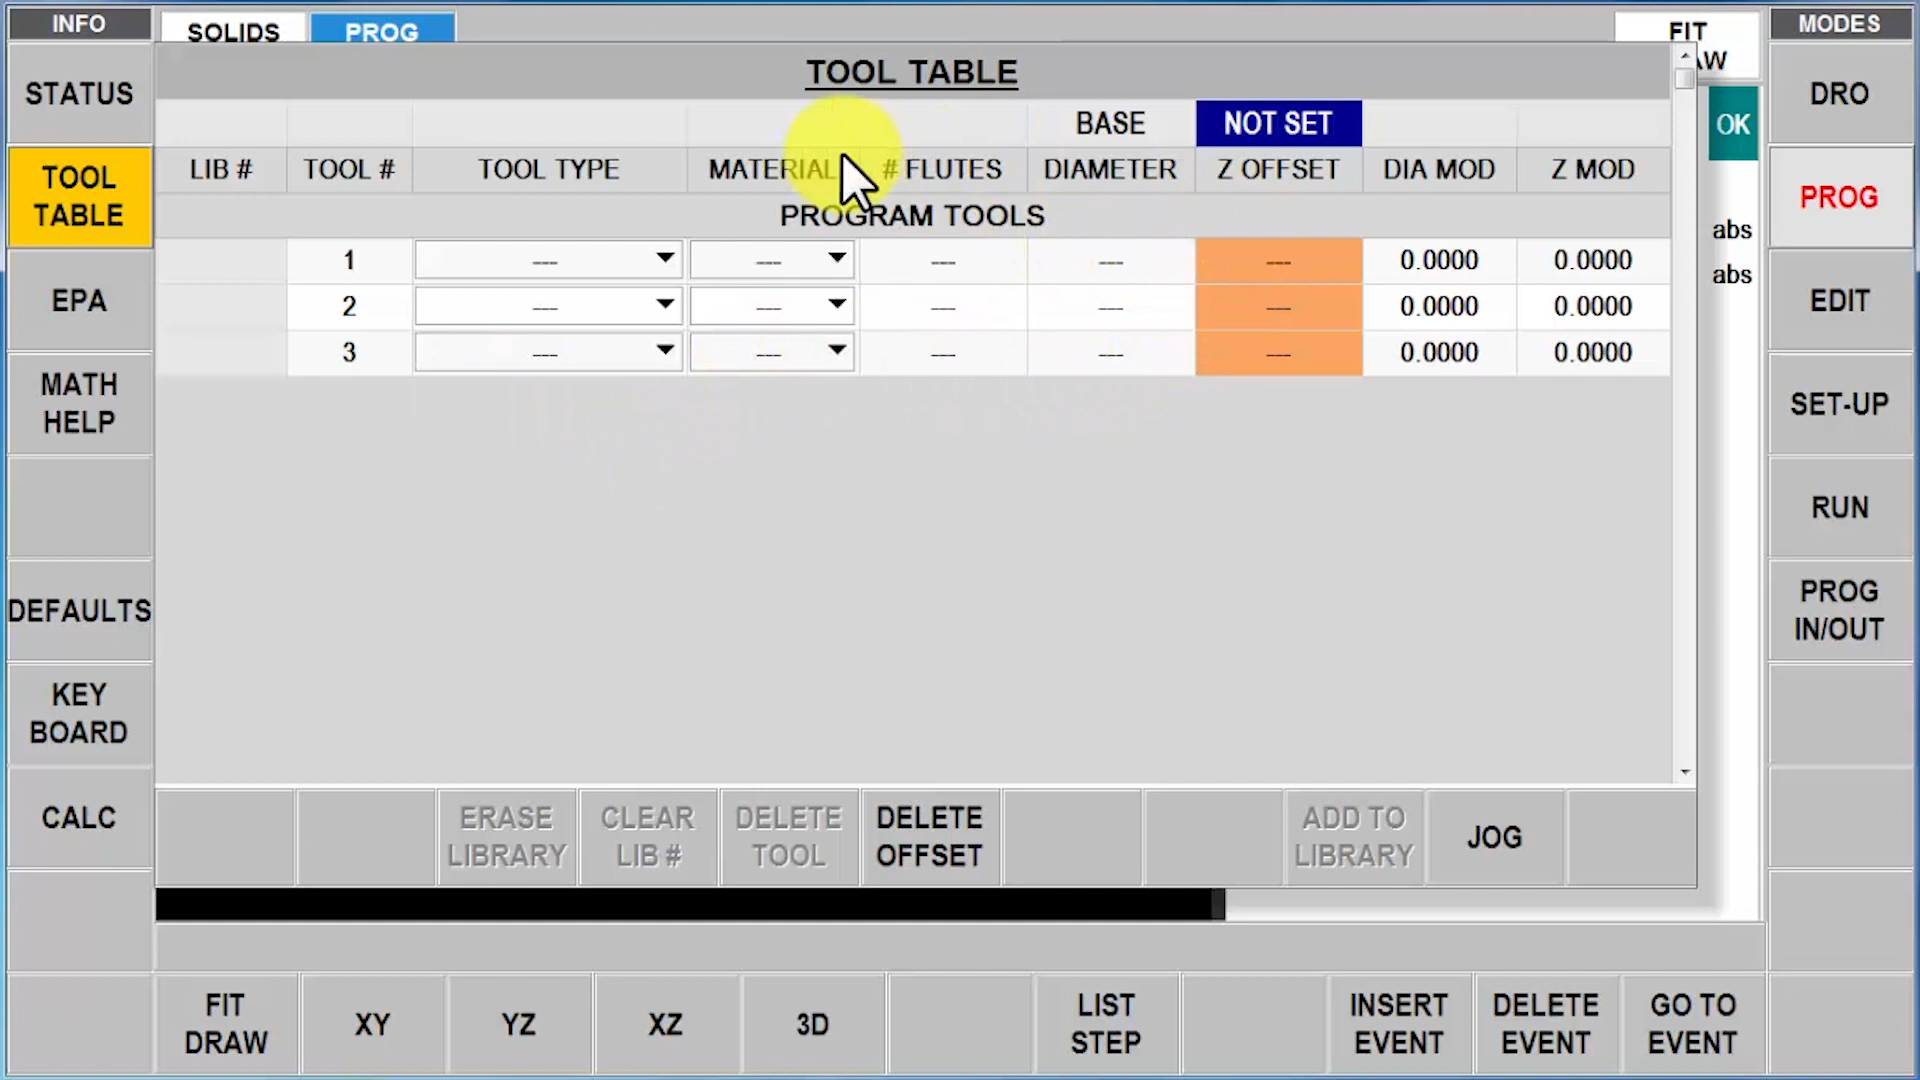 INFO
SOLIDS PROG FIT MODES
STATUS TOOL TABLE AW DRO
BASE NOT SET OK
LIB # TOOL # TOOL TYPE MATERIAL # FLUTES DIAMETER Z OFFSET DIA MOD Z MOD
TOOL
TABLE
PROGRAM TOOLS
PROG
abs
1 --- --- --- --- --- 0.0000 0.0000
abs
2 --- --- --- --- --- 0.0000 0.0000
3 --- --- --- --- --- 0.0000 0.0000
EPA
EDIT
MATH
HELP
SET-UP
RUN
DEFAULTS
PROG
IN/OUT
KEY
BOARD
CALC
ERASE
LIBRARY
CLEAR
LIB #
DELETE
TOOL
DELETE
OFFSET
ADD TO
LIBRARY
JOG
FIT
DRAW
XY
YZ
XZ
3D
LIST
STEP
INSERT
EVENT
DELETE
EVENT
GO TO
EVENT